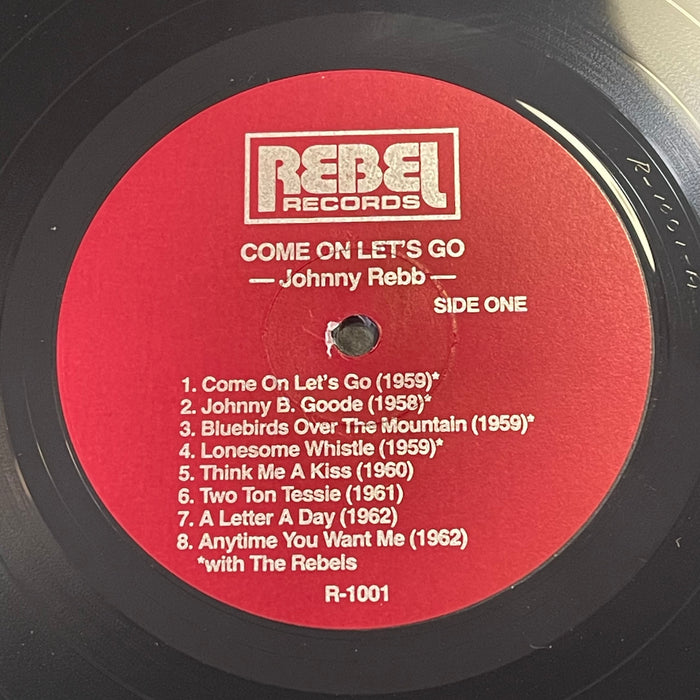 REBEL
RECORDS
COME ON LET'S GO
— Johnny Rebb —
SIDE ONE
1. Come On Let's Go (1959)*
2. Johnny B. Goode (1958)*
3. Bluebirds Over The Mountain (1959)*
4. Lonesome Whistle (1959)*
5. Think Me A Kiss (1960)
6. Two Ton Tessie (1961)
7. A Letter A Day (1962)
8. Anytime You Want Me (1962)
*with The Rebels
R-1001